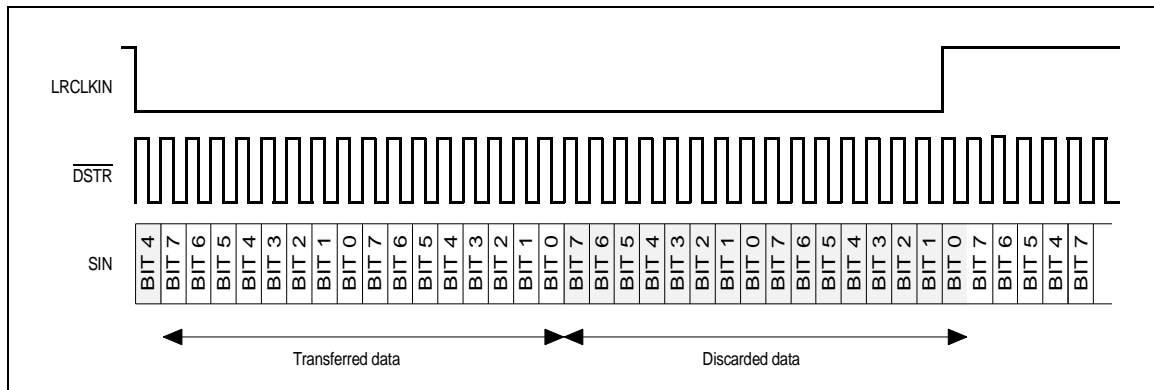 LRCLKIN
DSTR
SIN BIT 4 BIT 7 BIT 6 BIT 5 BIT 4 BIT 3 BIT 2 BIT 1 BIT 0 BIT 7 BIT 6 BIT 5 BIT 4 BIT 3 BIT 2 BIT 1 BIT 0 BIT 7 BIT 6 BIT 5 BIT 4 BIT 3 BIT 2 BIT 1 BIT 0 BIT 7 BIT 6 BIT 5 BIT 4 BIT 3 BIT 2 BIT 1 BIT 0 BIT 7 BIT 6 BIT 5 BIT 4 BIT 7
Transferred data Discarded data